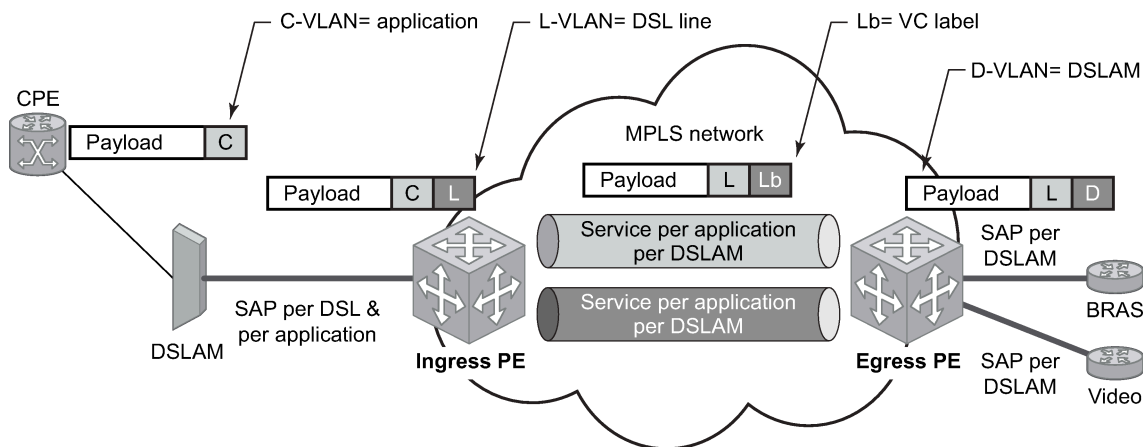 C-VLAN= application
L-VLAN= DSL line
Lb= VC label
D-VLAN= DSLAM
CPE
Payload C
MPLS network
Payload L Lb
Payload C L
Payload L D
Service per application
per DSLAM
SAP per
DSLAM
SAP per DSL &
per application
Service per application
per DSLAM
BRAS
DSLAM
Ingress PE
Egress PE
SAP per
DSLAM
Video